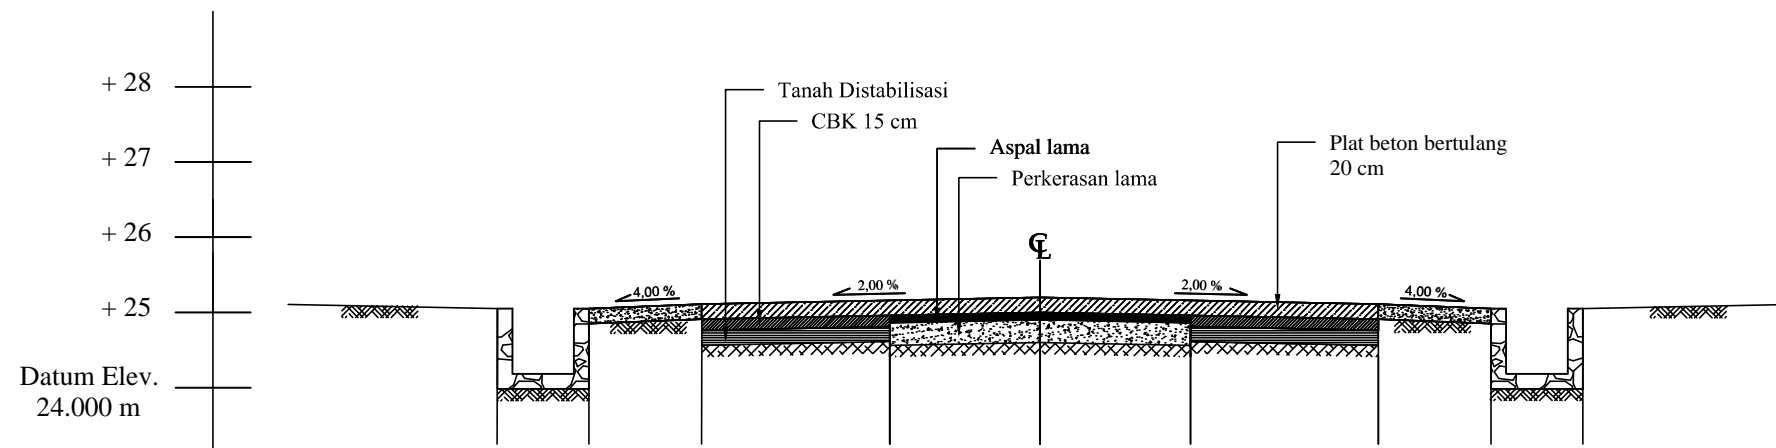 + 28
Tanah Distabilisasi
CBK 15 cm
+ 27
Aspal lama
Plat beton bertulang
20 cm
Perkerasan lama
+ 26
CL
4,00 %
2,00 %
2,00 %
4,00 %
+ 25
Datum Elev.
24.000 m